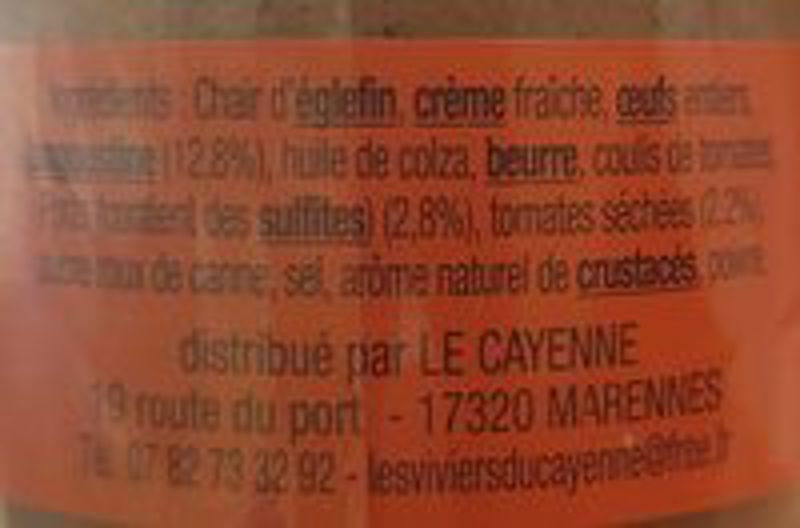 Ingrédients : Chair d'églefin, crème fraîche, œufs entiers,
langoustine (12,8%), huile de colza, beurre, coulis de tomates
des sulfites) (2,8%), tomates séchées (2,2%),
sucre roux de canne, sel, arôme naturel de crustacés, poivre.
distribué par LE CAYENNE
19 route du port - 17320 MARENNES
Tél. 07 82 73 32 92 - lesviviersducayenne@free.fr